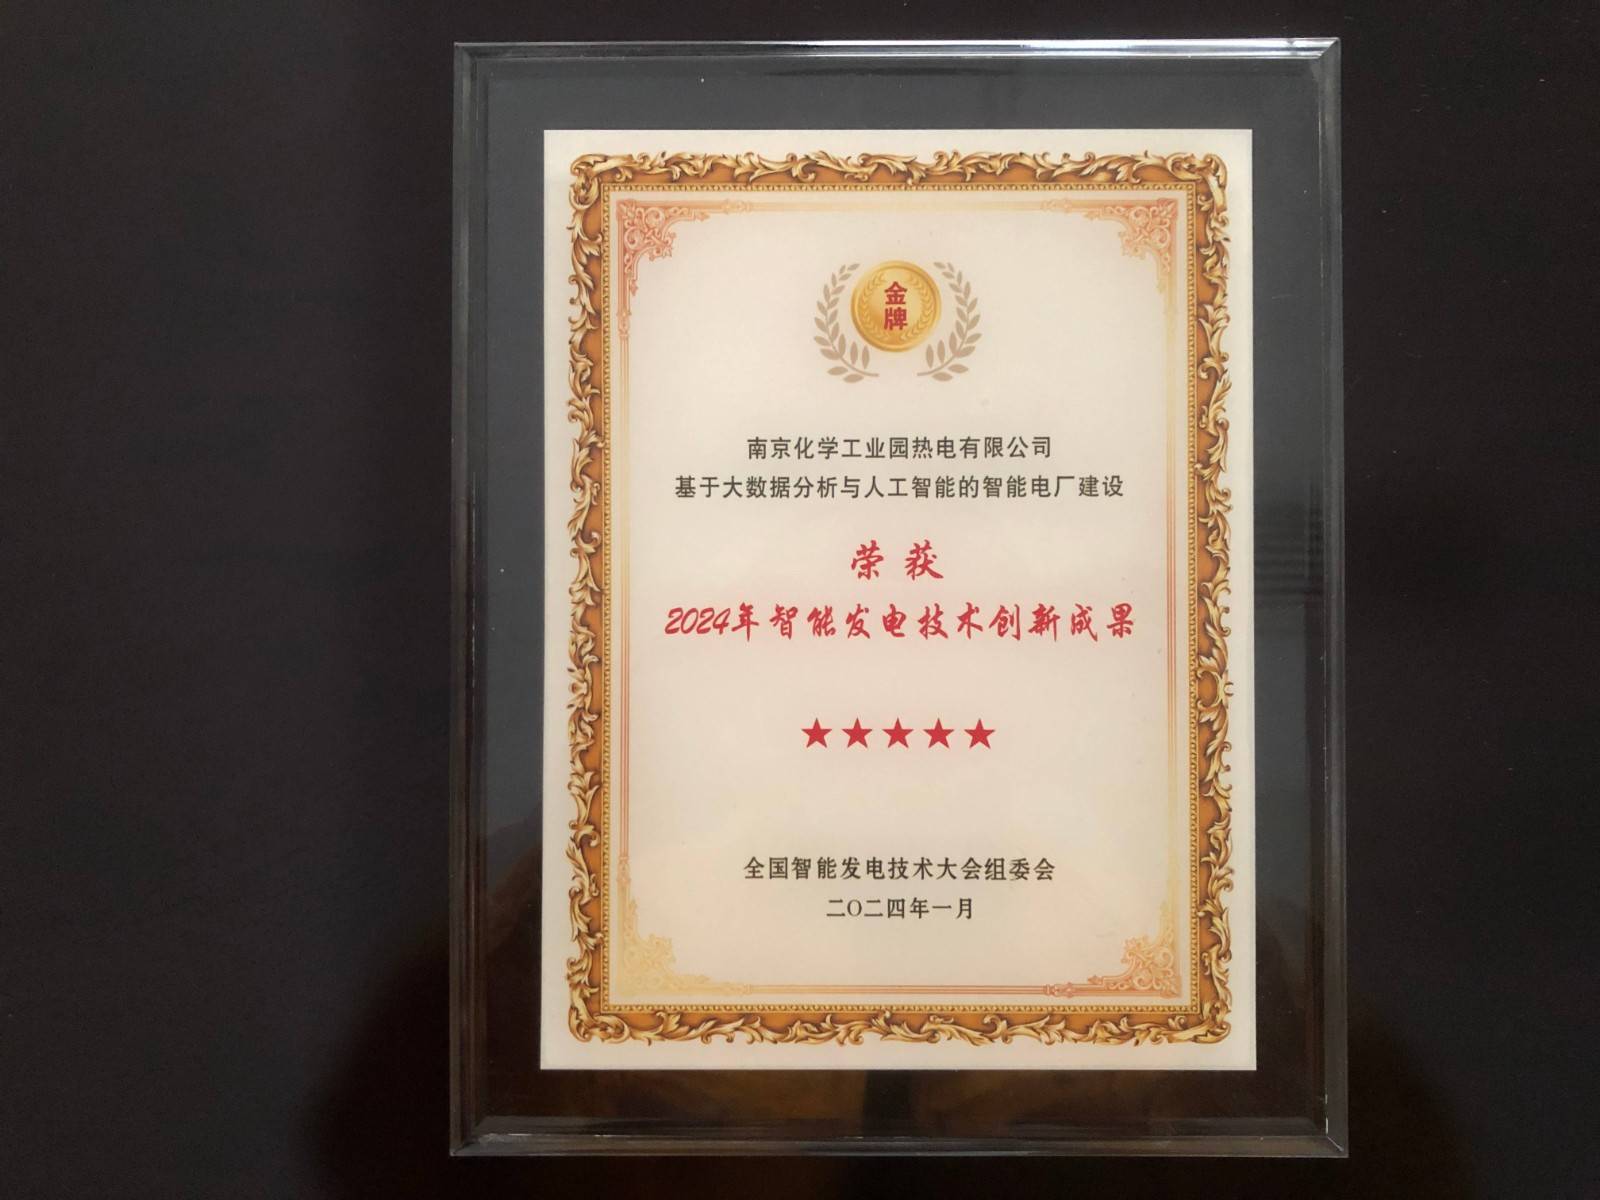 金
牌
南京化学工业园热电有限公司
基于大数据分析与人工智能的智能电厂建设
荣获
2024年智能发电技术创新成果
★★★★★
全国智能发电技术大会组委会
二〇二四年一月